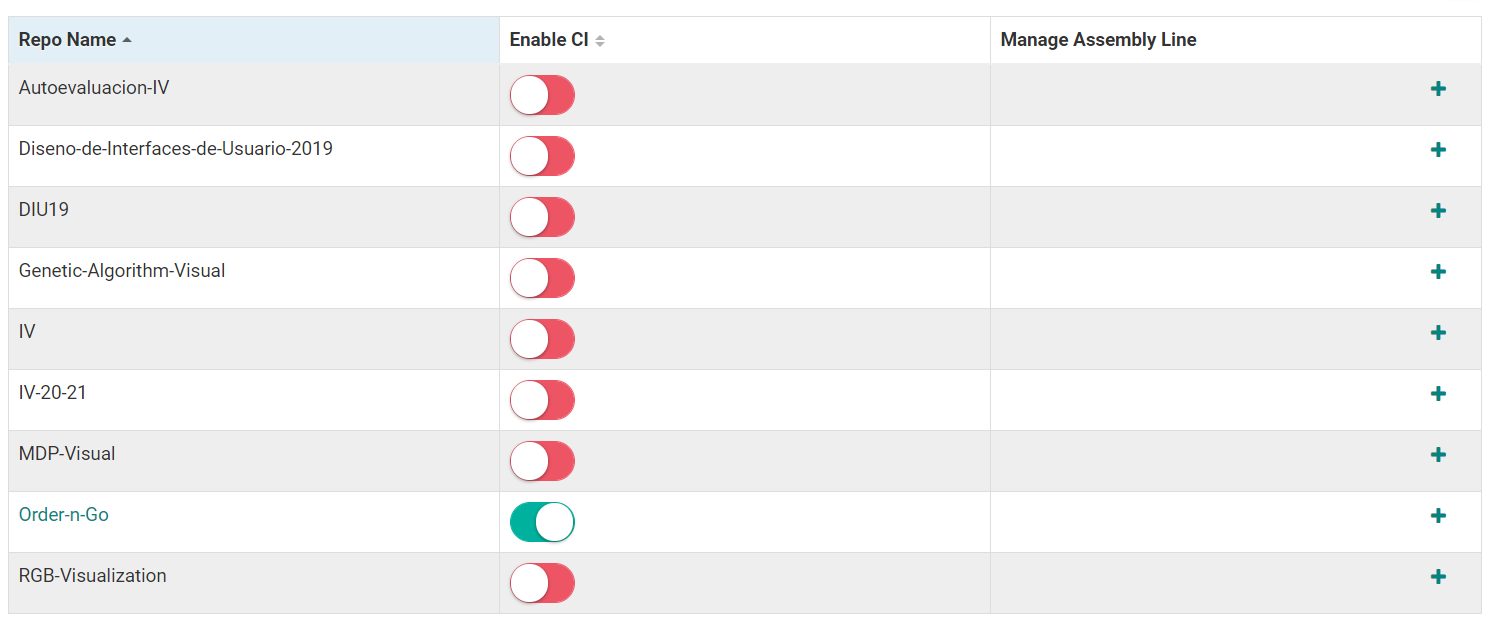 Repo Name Enable CI Manage Assembly Line
Autoevaluacion-IV
Diseno-de-Interfaces-de-Usuario-2019
DIU19
Genetic-Algorithm-Visual
IV
IV-20-21
MDP-Visual
Order-n-Go
RGB-Visualization